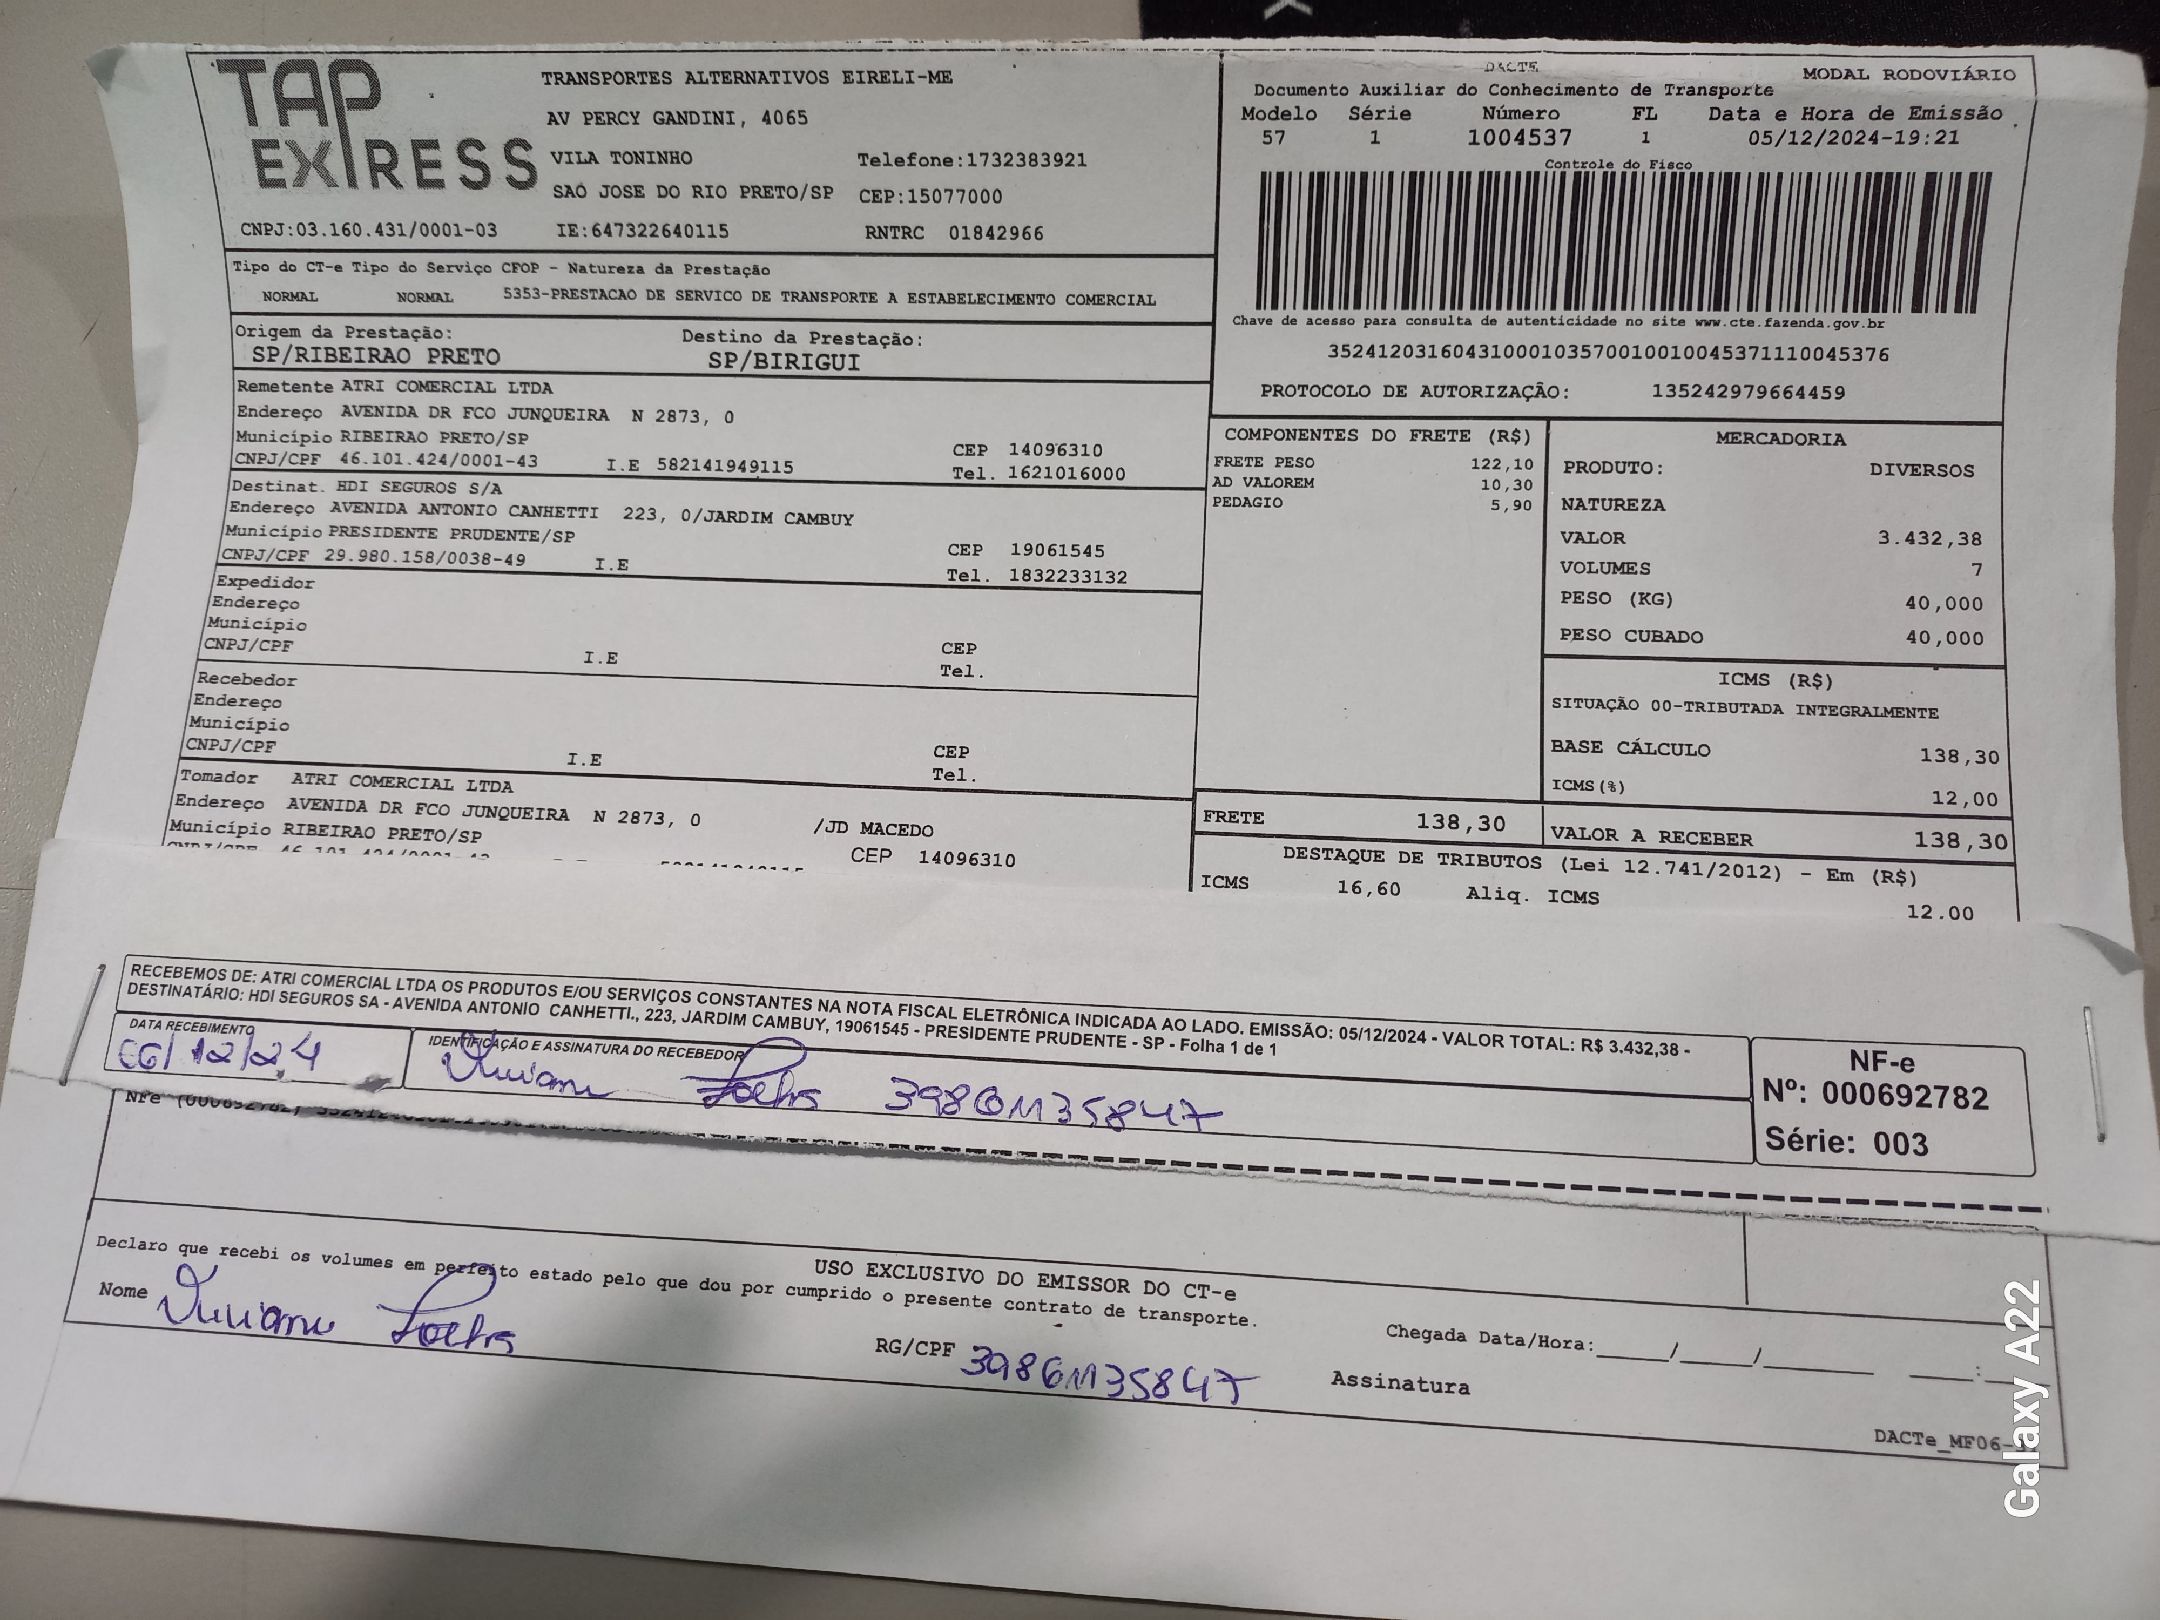 TAP EXPRESS
TRANSPORTES ALTERNATIVOS EIRELI-ME
AV PERCY GANDINI, 4065
VILA TONINHO Telefone:1732383921
SAO JOSE DO RIO PRETO/SP CEP:15077000
CNPJ:03.160.431/0001-03 IE:647322640115 RNTRC 01842966
DACTE MODAL RODOVIÁRIO
Documento Auxiliar do Conhecimento de Transporte
Modelo Série Número FL Data e Hora de Emissão
57 1 1004537 1 05/12/2024-19:21
Controle do Fisco
Chave de acesso para consulta de autenticidade no site www.cte.fazenda.gov.br
35241203160431000103570010010045371110045376
PROTOCOLO DE AUTORIZAÇÃO: 135242979664459
Tipo do CT-e Tipo do Serviço CFOP - Natureza da Prestação
NORMAL NORMAL 5353-PRESTACAO DE SERVICO DE TRANSPORTE A ESTABELECIMENTO COMERCIAL
Origem da Prestação: Destino da Prestação:
SP/RIBEIRAO PRETO SP/BIRIGUI
Remetente ATRI COMERCIAL LTDA
Endereço AVENIDA DR FCO JUNQUEIRA N 2873, 0
Município RIBEIRAO PRETO/SP CEP 14096310
CNPJ/CPF 46.101.424/0001-43 I.E 582141949115 Tel. 1621016000
Destinat. HDI SEGUROS S/A
Endereço AVENIDA ANTONIO CANHETTI 223, 0/JARDIM CAMBUY
Município PRESIDENTE PRUDENTE/SP CEP 19061545
CNPJ/CPF 29.980.158/0038-49 I.E Tel. 1832233132
Expedidor
Endereço
Município CEP
CNPJ/CPF I.E Tel.
Recebedor
Endereço
Município CEP
CNPJ/CPF I.E Tel.
Tomador ATRI COMERCIAL LTDA
Endereço AVENIDA DR FCO JUNQUEIRA N 2873, 0 /JD MACEDO
Município RIBEIRAO PRETO/SP CEP 14096310
COMPONENTES DO FRETE (R$)
FRETE PESO 122,10
AD VALOREM 10,30
PEDAGIO 5,90
MERCADORIA
PRODUTO: DIVERSOS
NATUREZA
VALOR 3.432,38
VOLUMES 7
PESO (KG) 40,000
PESO CUBADO 40,000
ICMS (R$)
SITUAÇÃO 00-TRIBUTADA INTEGRALMENTE
BASE CÁLCULO 138,30
ICMS(%) 12,00
FRETE 138,30 VALOR A RECEBER 138,30
DESTAQUE DE TRIBUTOS (Lei 12.741/2012) - Em (R$)
ICMS 16,60 Aliq. ICMS 12.00
RECEBEMOS DE: ATRI COMERCIAL LTDA OS PRODUTOS E/OU SERVIÇOS CONSTANTES NA NOTA FISCAL ELETRÔNICA INDICADA AO LADO. EMISSÃO: 05/12/2024 - VALOR TOTAL: R$ 3.432,38 -
DESTINATÁRIO: HDI SEGUROS SA - AVENIDA ANTONIO CANHETTI., 223, JARDIM CAMBUY, 19061545 - PRESIDENTE PRUDENTE - SP - Folha 1 de 1
DATA RECEBIMENTO IDENTIFICAÇÃO E ASSINATURA DO RECEBEDOR
06/12/24 39861135847
NF-e
Nº: 000692782
Série: 003
USO EXCLUSIVO DO EMISSOR DO CT-e
Declaro que recebi os volumes em perfeito estado pelo que dou por cumprido o presente contrato de transporte.
Nome RG/CPF 39861135847 Chegada Data/Hora:_____/_____/________ _____:
Assinatura
DACTe_MF06-
Galaxy A22